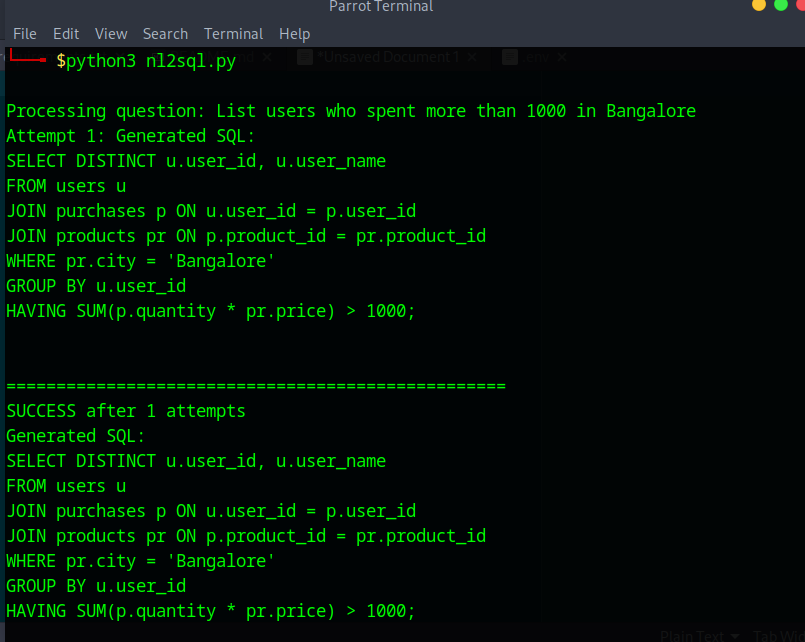 Parrot Terminal
File Edit View Search Terminal Help
*Unsaved Document 1 .env
$python3 nl2sql.py
Processing question: List users who spent more than 1000 in Bangalore
Attempt 1: Generated SQL:
SELECT DISTINCT u.user_id, u.user_name
FROM users u
JOIN purchases p ON u.user_id = p.user_id
JOIN products pr ON p.product_id = pr.product_id
WHERE pr.city = 'Bangalore'
GROUP BY u.user_id
HAVING SUM(p.quantity * pr.price) > 1000;
==================================================
SUCCESS after 1 attempts
Generated SQL:
SELECT DISTINCT u.user_id, u.user_name
FROM users u
JOIN purchases p ON u.user_id = p.user_id
JOIN products pr ON p.product_id = pr.product_id
WHERE pr.city = 'Bangalore'
GROUP BY u.user_id
HAVING SUM(p.quantity * pr.price) > 1000;
Plain Text Tab